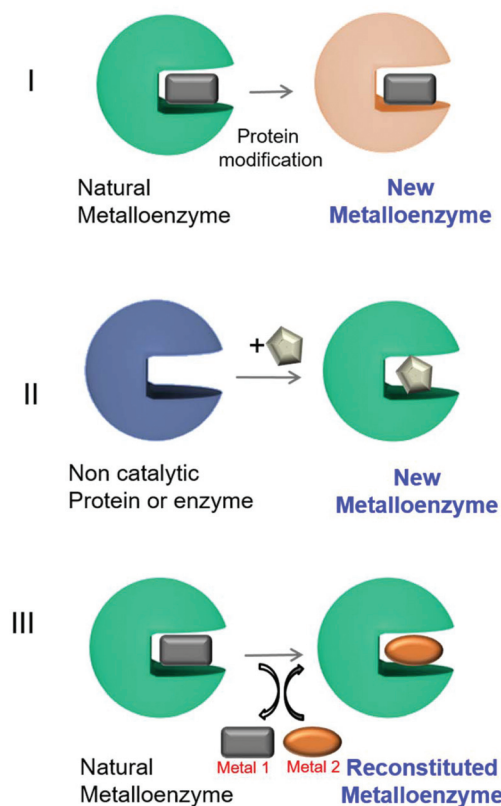 I
Protein
modification
Natural
Metalloenzyme
New
Metalloenzyme
II
+
Non catalytic
Protein or enzyme
New
Metalloenzyme
III
Metal 1
Metal 2
Natural
Metalloenzyme
Reconstituted
Metalloenzyme